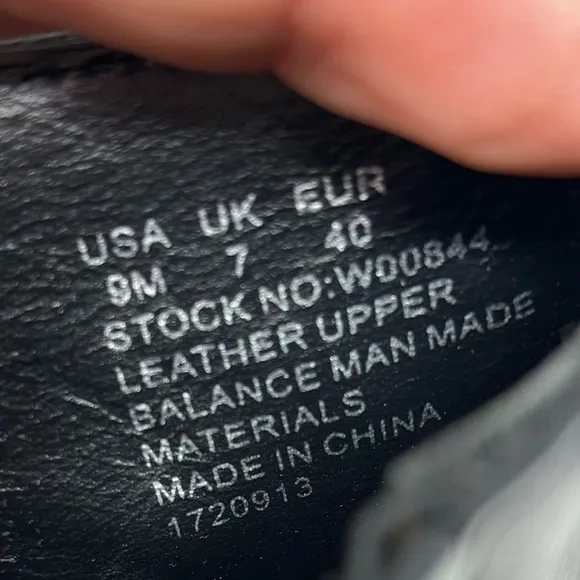 USA UK EUR
9M 7 40
STOCK NO:W00844
LEATHER UPPER
BALANCE MAN MADE
MATERIALS
MADE IN CHINA
1720913